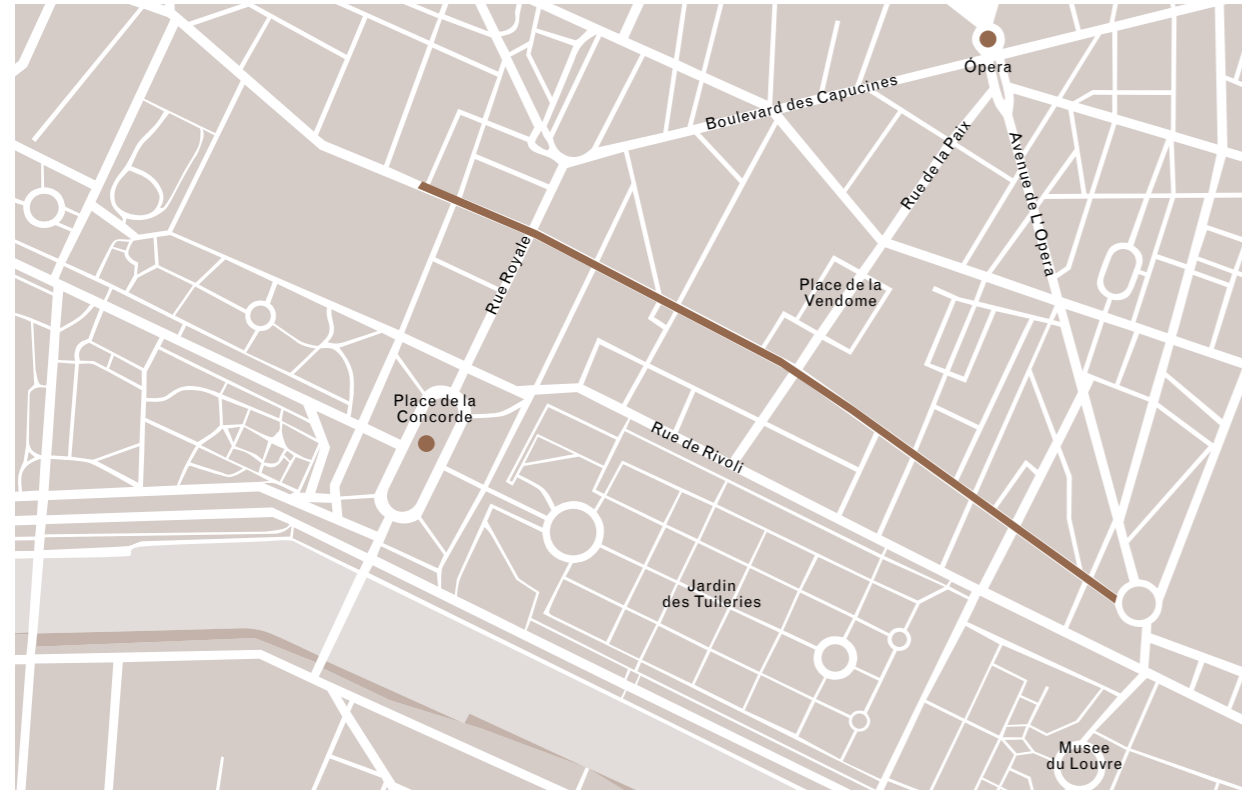 Ópera
Boulevard des Capucines
Rue de la Paix
Avenue de L'Opera
Rue Royale
Place de la
Vendome
Place de la
Concorde
Rue de Rivoli
Jardin
des Tuileries
Musee
du Louvre